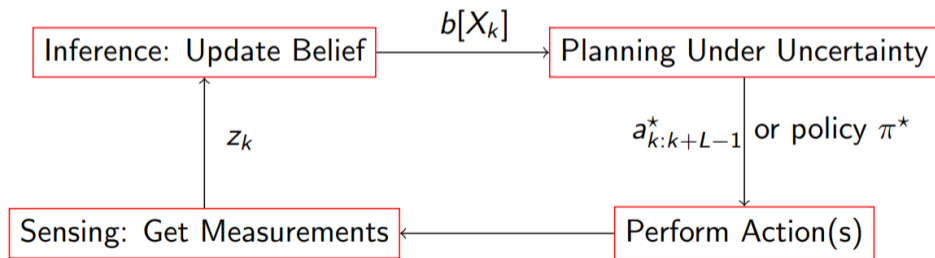 b[X_k]
Inference: Update Belief
Planning Under Uncertainty
z_k
a^⋆_{k:k+L−1} or policy π^⋆
Sensing: Get Measurements
Perform Action(s)